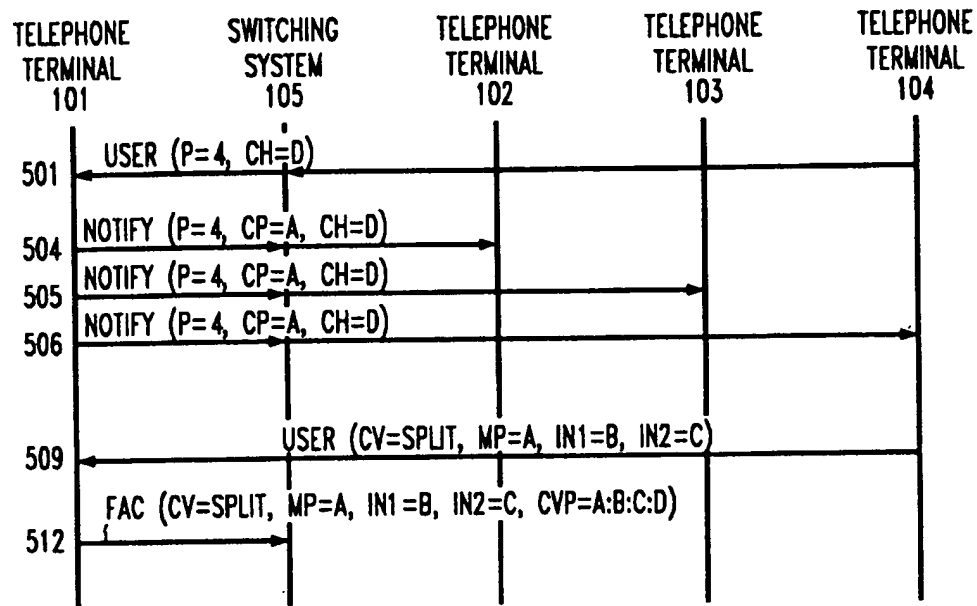 TELEPHONE TERMINAL 101
SWITCHING SYSTEM 105
TELEPHONE TERMINAL 102
TELEPHONE TERMINAL 103
TELEPHONE TERMINAL 104
501 USER (P=4, CH=D)
504 NOTIFY (P=4, CP=A, CH=D)
505 NOTIFY (P=4, CP=A, CH=D)
506 NOTIFY (P=4, CP=A, CH=D)
509 USER (CV=SPLIT, MP=A, IN1=B, IN2=C)
512 FAC (CV=SPLIT, MP=A, IN1=B, IN2=C, CVP=A:B:C:D)